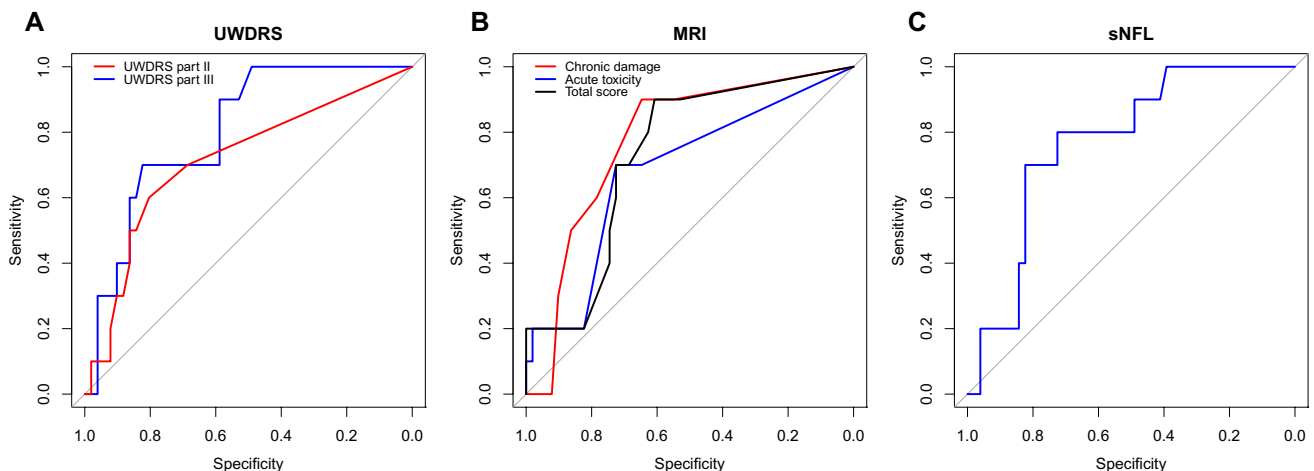 A
UWDRS
UWDRS part II
UWDRS part III
Sensitivity
0.0
0.2
0.4
0.6
0.8
1.0
1.0
0.8
0.6
0.4
0.2
0.0
Specificity
B
MRI
Chronic damage
Acute toxicity
Total score
Sensitivity
0.0
0.2
0.4
0.6
0.8
1.0
1.0
0.8
0.6
0.4
0.2
0.0
Specificity
C
sNFL
Sensitivity
0.0
0.2
0.4
0.6
0.8
1.0
1.0
0.8
0.6
0.4
0.2
0.0
Specificity